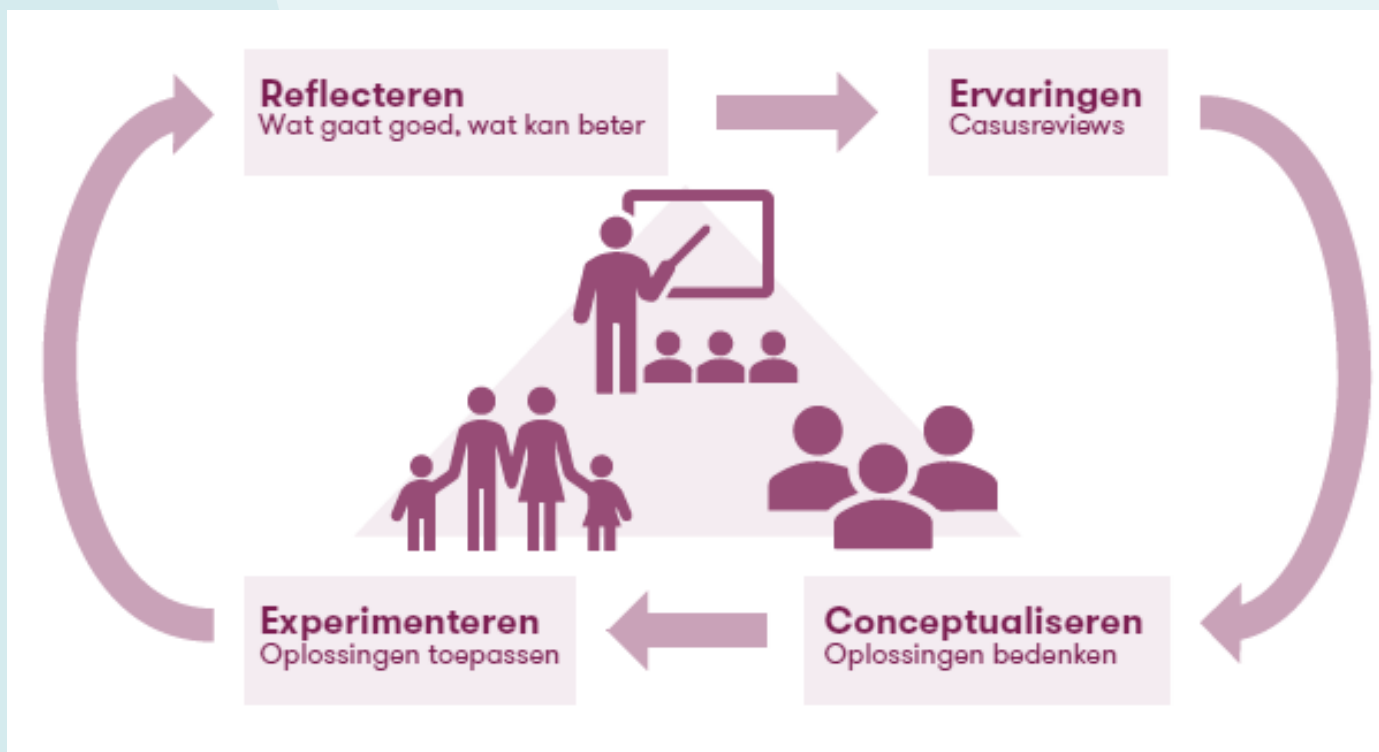 Reflecteren
Wat gaat goed, wat kan beter
Ervaringen
Casusreviews
Experimenteren
Oplossingen toepassen
Conceptualiseren
Oplossingen bedenken